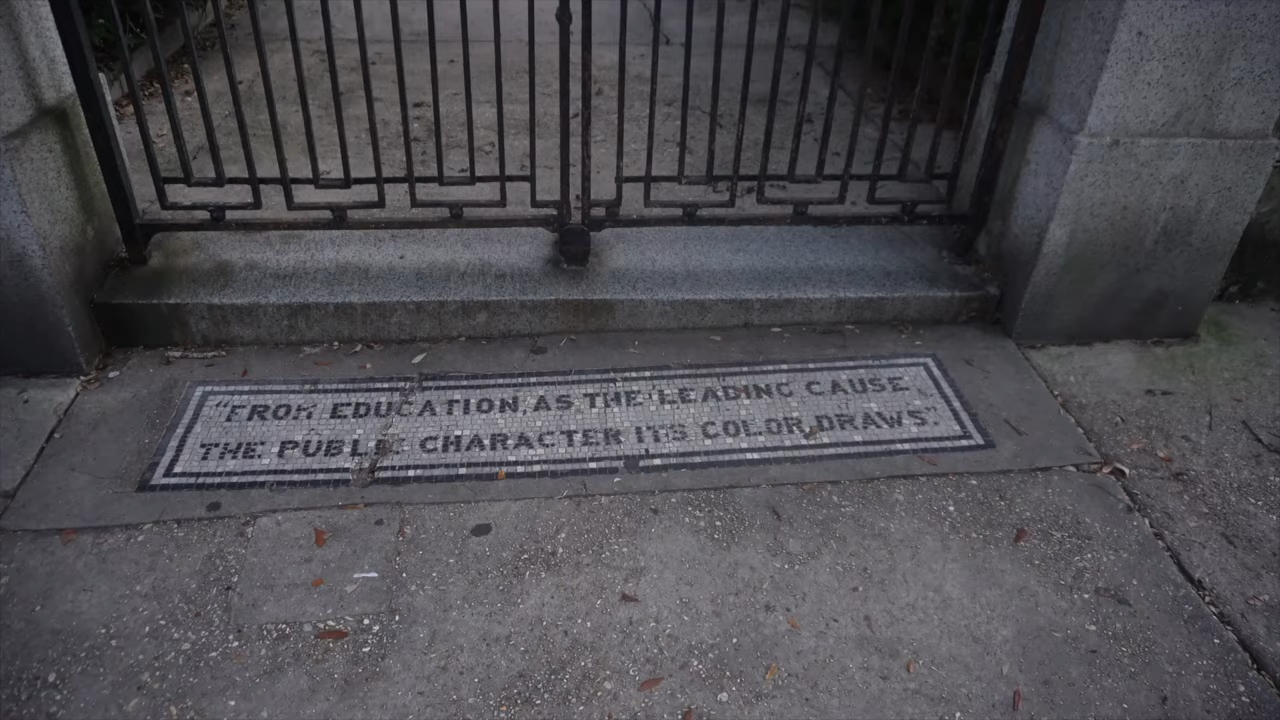 "FROM EDUCATION, AS THE LEADING CAUSE
THE PUBLIC CHARACTER ITS COLOR DRAWS".